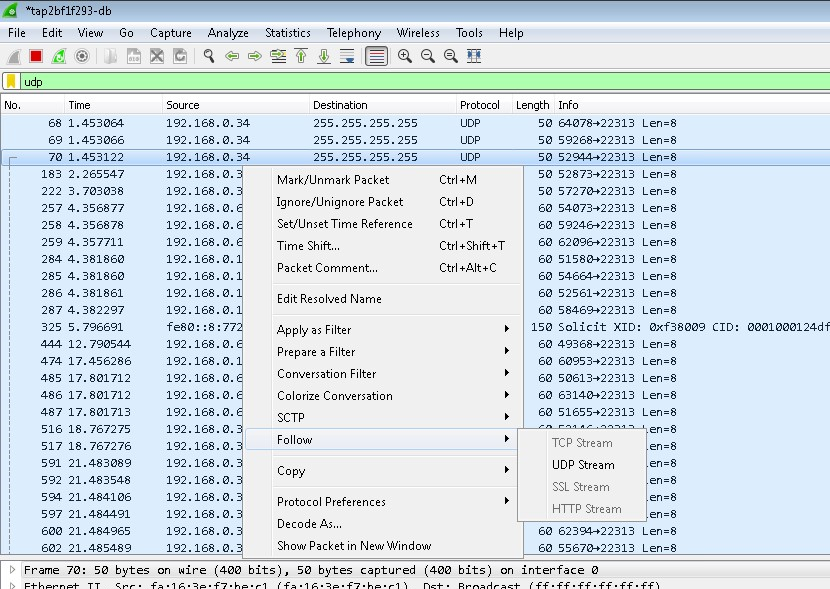 *tap2bf1f293-db
File Edit View Go Capture Analyze Statistics Telephony Wireless Tools Help
udp
No. Time Source Destination Protocol Length Info
68 1.453064 192.168.0.34 255.255.255.255 UDP 50 64078→22313 Len=8
69 1.453066 192.168.0.34 255.255.255.255 UDP 50 59268→22313 Len=8
70 1.453122 192.168.0.34 255.255.255.255 UDP 50 52944→22313 Len=8
183 2.265547 192.168.0.3 50 52873→22313 Len=8
222 3.703038 192.168.0.6 60 57270→22313 Len=8
257 4.356877 192.168.0.6 60 54073→22313 Len=8
258 4.356878 192.168.0.6 60 59246→22313 Len=8
259 4.357711 192.168.0.6 60 62096→22313 Len=8
284 4.381860 192.168.0.1 60 51580→22313 Len=8
285 4.381860 192.168.0.1 60 54664→22313 Len=8
286 4.381861 192.168.0.1 60 52561→22313 Len=8
287 4.382297 192.168.0.1 60 58469→22313 Len=8
325 5.796691 fe80::8:772 150 Solicit XID: 0xf38009 CID: 0001000124df
444 12.790544 192.168.0.6 60 49368→22313 Len=8
474 17.456286 192.168.0.1 60 60953→22313 Len=8
485 17.801712 192.168.0.6 60 50613→22313 Len=8
486 17.801712 192.168.0.6 60 63140→22313 Len=8
487 17.801713 192.168.0.6 60 51655→22313 Len=8
516 18.767275 192.168.0.1
517 18.767276 192.168.0.1
591 21.483089 192.168.0.6
592 21.483548 192.168.0.6
594 21.484106 192.168.0.6
597 21.484491 192.168.0.6
600 21.484965 192.168.0.6 60 62394→22313 Len=8
602 21.485489 192.168.0.6 60 55670→22313 Len=8
Mark/Unmark Packet Ctrl+M
Ignore/Unignore Packet Ctrl+D
Set/Unset Time Reference Ctrl+T
Time Shift... Ctrl+Shift+T
Packet Comment... Ctrl+Alt+C
Edit Resolved Name
Apply as Filter
Prepare a Filter
Conversation Filter
Colorize Conversation
SCTP
Follow
Copy
Protocol Preferences
Decode As...
Show Packet in New Window
TCP Stream
UDP Stream
SSL Stream
HTTP Stream
Frame 70: 50 bytes on wire (400 bits), 50 bytes captured (400 bits) on interface 0
Ethernet II, Src: fa:16:3e:f7:be:c1 (fa:16:3e:f7:be:c1), Dst: Broadcast (ff:ff:ff:ff:ff:ff)